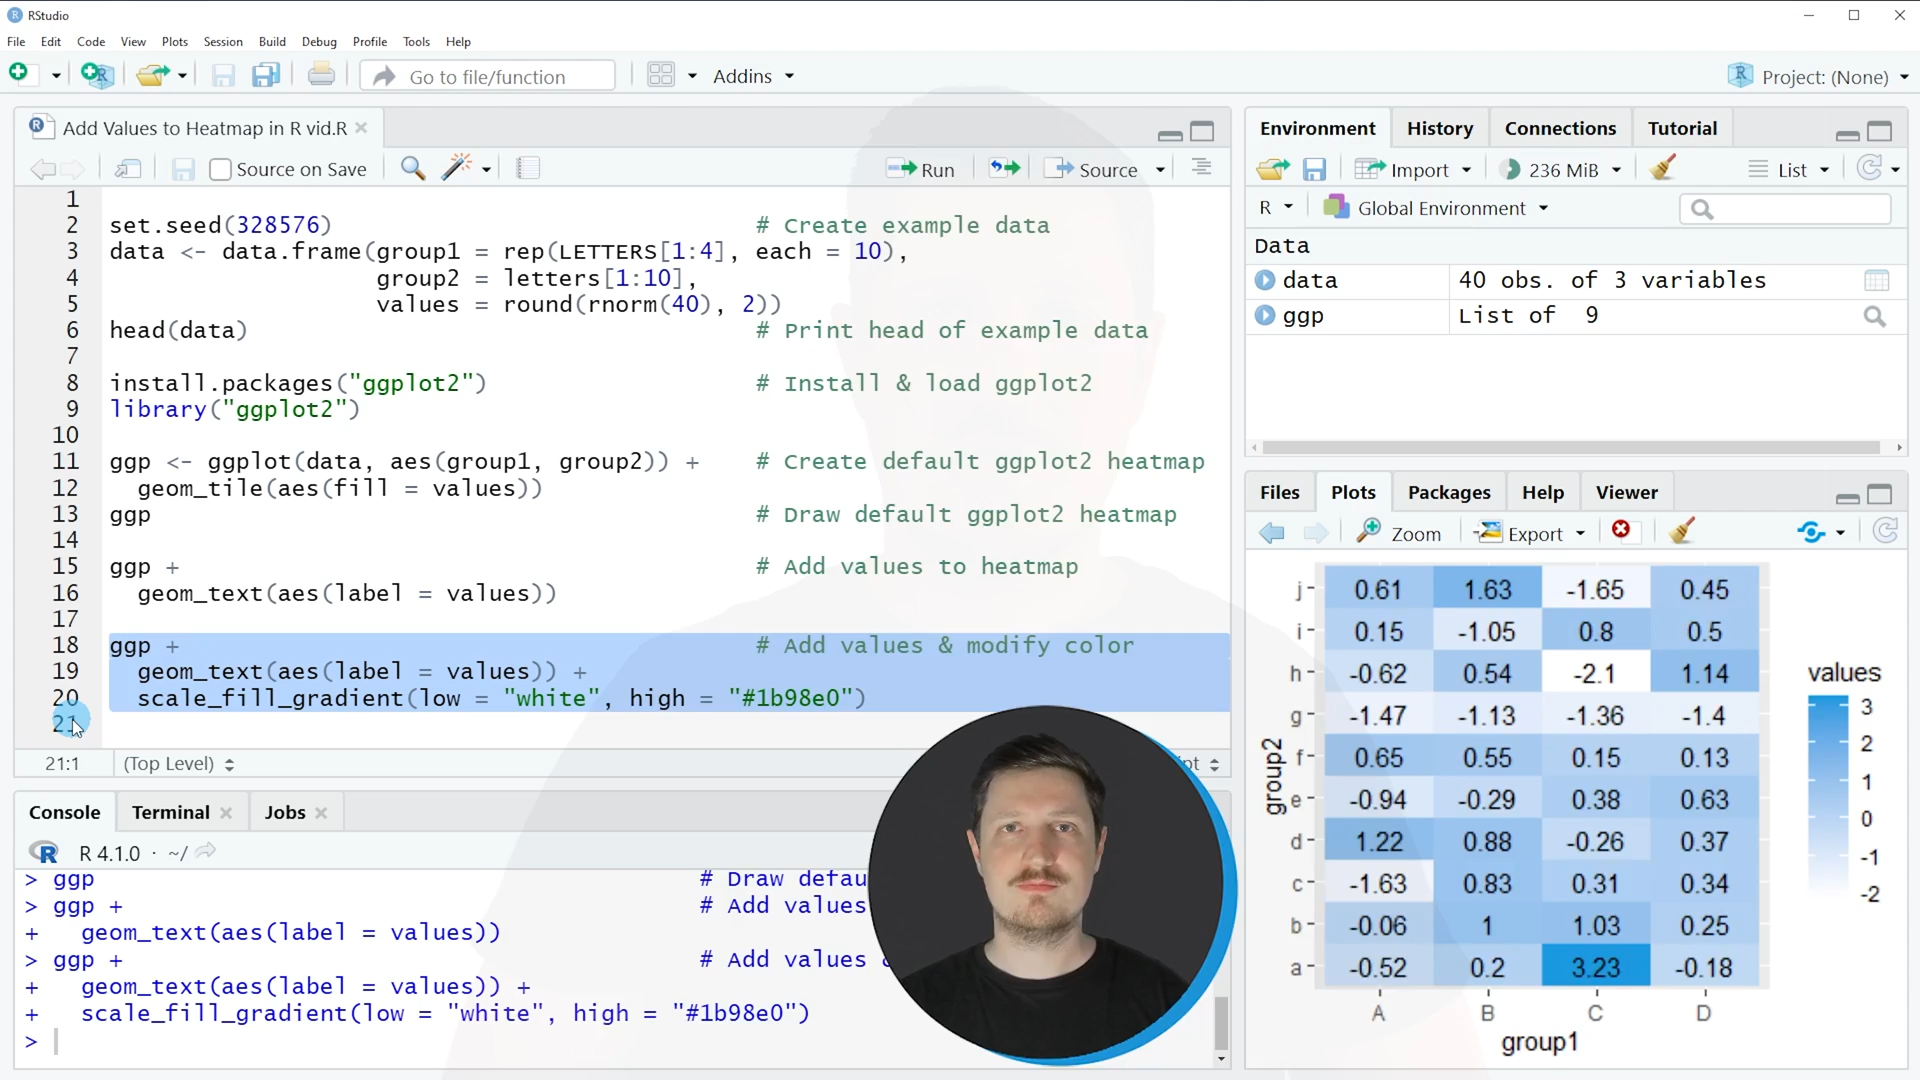 RStudio
File Edit Code View Plots Session Build Debug Profile Tools Help
Go to file/function
Addins
Project: (None)
Add Values to Heatmap in R vid.R
Source on Save
Run
Source
1
2 set.seed(328576) # Create example data
3 data <- data.frame(group1 = rep(LETTERS[1:4], each = 10),
4 group2 = letters[1:10],
5 values = round(rnorm(40), 2))
6 head(data) # Print head of example data
7
8 install.packages("ggplot2") # Install & load ggplot2
9 library("ggplot2")
10
11 ggp <- ggplot(data, aes(group1, group2)) + # Create default ggplot2 heatmap
12 geom_tile(aes(fill = values))
13 ggp # Draw default ggplot2 heatmap
14
15 ggp + # Add values to heatmap
16 geom_text(aes(label = values))
17
18 ggp + # Add values & modify color
19 geom_text(aes(label = values)) +
20 scale_fill_gradient(low = "white", high = "#1b98e0")
21
21:1 (Top Level)
Console Terminal Jobs
R 4.1.0 · ~/
> ggp # Draw defau
> ggp + # Add values
+ geom_text(aes(label = values))
> ggp + # Add values
+ geom_text(aes(label = values)) +
+ scale_fill_gradient(low = "white", high = "#1b98e0")
>
Environment History Connections Tutorial
Import 236 MiB List
R Global Environment
Data
data 40 obs. of 3 variables
ggp List of 9
Files Plots Packages Help Viewer
Zoom Export
j 0.61 1.63 -1.65 0.45
i 0.15 -1.05 0.8 0.5
h -0.62 0.54 -2.1 1.14
g -1.47 -1.13 -1.36 -1.4
f 0.65 0.55 0.15 0.13
e -0.94 -0.29 0.38 0.63
d 1.22 0.88 -0.26 0.37
c -1.63 0.83 0.31 0.34
b -0.06 1 1.03 0.25
a -0.52 0.2 3.23 -0.18
A B C D
group1
group2
values
3
2
1
0
-1
-2